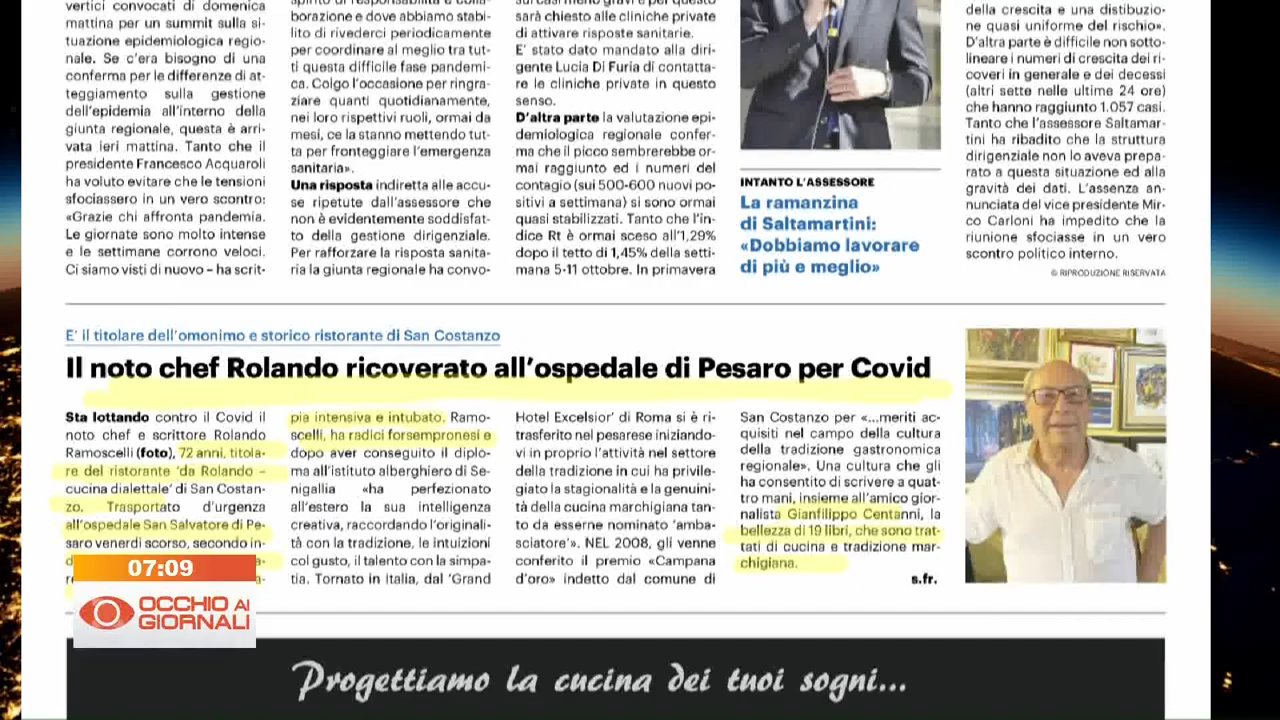 vertici convocati di domenica
mattina per un summit sulla si-
tuazione epidemiologica regio-
nale. Se c'era bisogno di una
conferma per le differenze di at-
teggiamento sulla gestione
dell'epidemia all'interno della
giunta regionale, questa è arri-
vata ieri mattina. Tanto che il
presidente Francesco Acquaroli
ha voluto evitare che le tensioni
sfociassero in un vero scontro:
«Grazie chi affronta pandemia.
Le giornate sono molto intense
e le settimane corrono veloci.
Ci siamo visti di nuovo – ha scrit-
borazione e dove abbiamo stabi-
lito di rivederci periodicamente
per coordinare al meglio tra tut-
ti questa difficile fase pandemi-
ca. Colgo l'occasione per ringra-
ziare quanti quotidianamente,
nei loro rispettivi ruoli, ormai da
mesi, ce la stanno mettendo tut-
ta per fronteggiare l'emergenza
sanitaria».
Una risposta indiretta alle accu-
se ripetute dall'assessore che
non è evidentemente soddisfat-
to della gestione dirigenziale.
Per rafforzare la risposta sanita-
ria la giunta regionale ha convo-
sarà chiesto alle cliniche private
di attivare risposte sanitarie.
E' stato dato mandato alla diri-
gente Lucia Di Furia di contatta-
re le cliniche private in questo
senso.
D'altra parte la valutazione epi-
demiologica regionale confer-
ma che il picco sembrerebbe or-
mai raggiunto ed i numeri del
contagio (sui 500-600 nuovi po-
sitivi a settimana) si sono ormai
quasi stabilizzati. Tanto che l'in-
dice Rt è ormai sceso all'1,29%
dopo il tetto di 1,45% della setti-
mana 5-11 ottobre. In primavera
INTANTO L'ASSESSORE
La ramanzina
di Saltamartini:
«Dobbiamo lavorare
di più e meglio»
della crescita e una distribuzio-
ne quasi uniforme del rischio».
D'altra parte è difficile non sotto-
lineare i numeri di crescita dei ri-
coveri in generale e dei decessi
(altri sette nelle ultime 24 ore)
che hanno raggiunto 1.057 casi.
Tanto che l'assessore Saltamar-
tini ha ribadito che la struttura
dirigenziale non lo aveva prepa-
rato a questa situazione ed alla
gravità dei dati. L'assenza an-
nunciata del vice presidente Mir-
co Carloni ha impedito che la
riunione sfociasse in un vero
scontro politico interno.
© RIPRODUZIONE RISERVATA
E' il titolare dell'omonimo e storico ristorante di San Costanzo
Il noto chef Rolando ricoverato all'ospedale di Pesaro per Covid
Sta lottando contro il Covid il
noto chef e scrittore Rolando
Ramoscelli (foto), 72 anni, titola-
re del ristorante 'da Rolando –
cucina dialettale' di San Costan-
zo. Trasportato d'urgenza
all'ospedale San Salvatore di Pe-
saro venerdì scorso, secondo in-
pia intensiva e intubato. Ramo-
scelli, ha radici forsempronesi e
dopo aver conseguito il diplo-
ma all'istituto alberghiero di Se-
nigallia «ha perfezionato
all'estero la sua intelligenza
creativa, raccordando l'originali-
tà con la tradizione, le intuizioni
col gusto, il talento con la simpa-
tia. Tornato in Italia, dal 'Grand
Hotel Excelsior' di Roma si è ri-
trasferito nel pesarese iniziando-
vi in proprio l'attività nel settore
della tradizione in cui ha privile-
giato la stagionalità e la genuini-
tà della cucina marchigiana tan-
to da esserne nominato 'amba-
sciatore'». NEL 2008, gli venne
conferito il premio «Campana
d'oro» indetto dal comune di
San Costanzo per «...meriti ac-
quisiti nel campo della cultura
della tradizione gastronomica
regionale». Una cultura che gli
ha consentito di scrivere a quat-
tro mani, insieme all'amico gior-
nalista Gianfilippo Centanni, la
bellezza di 19 libri, che sono trat-
tati di cucina e tradizione mar-
chigiana.
s.fr.
07:09
OCCHIO AI
GIORNALI
Progettiamo la cucina dei tuoi sogni...